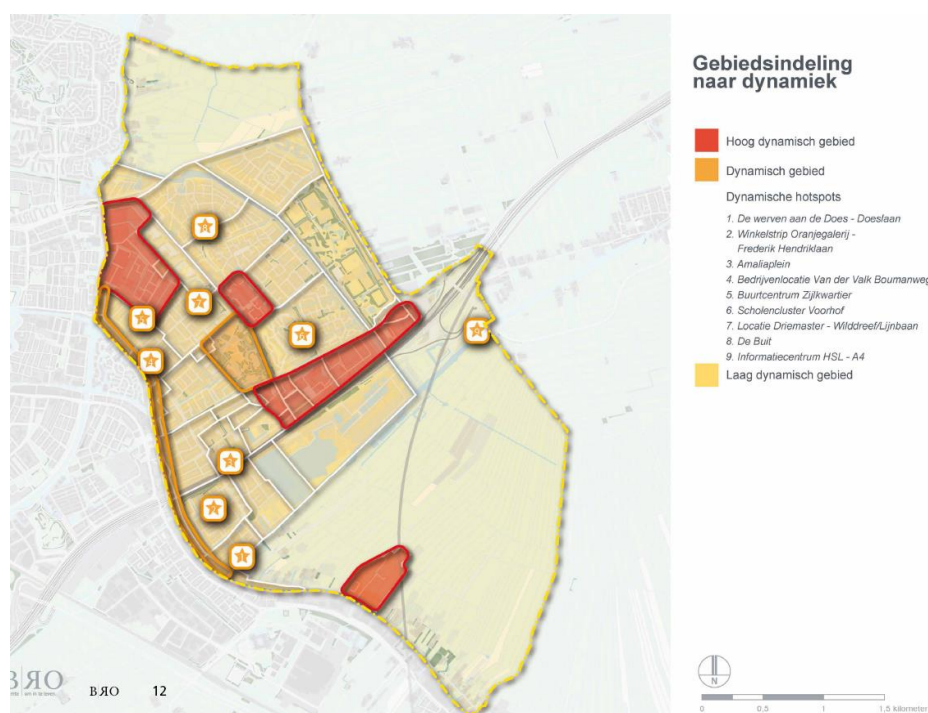 Gebiedsindeling
naar dynamiek
Hoog dynamisch gebied
Dynamisch gebied
Dynamische hotspots
1. De werven aan de Does - Doeslaan
2. Winkelstrip Oranjegalerij -
Frederik Hendriklaan
3. Amaliaplein
4. Bedrijvenlocatie Van der Valk Boumanweg
5. Buurtcentrum Zijlkwartier
6. Scholencluster Voorhof
7. Locatie Driemaster - Wilddreef/Lijnbaan
8. De Buit
9. Informatiecentrum HSL - A4
Laag dynamisch gebied
N
0 0,5 1 1,5 kilometer
BRO
BRO 12